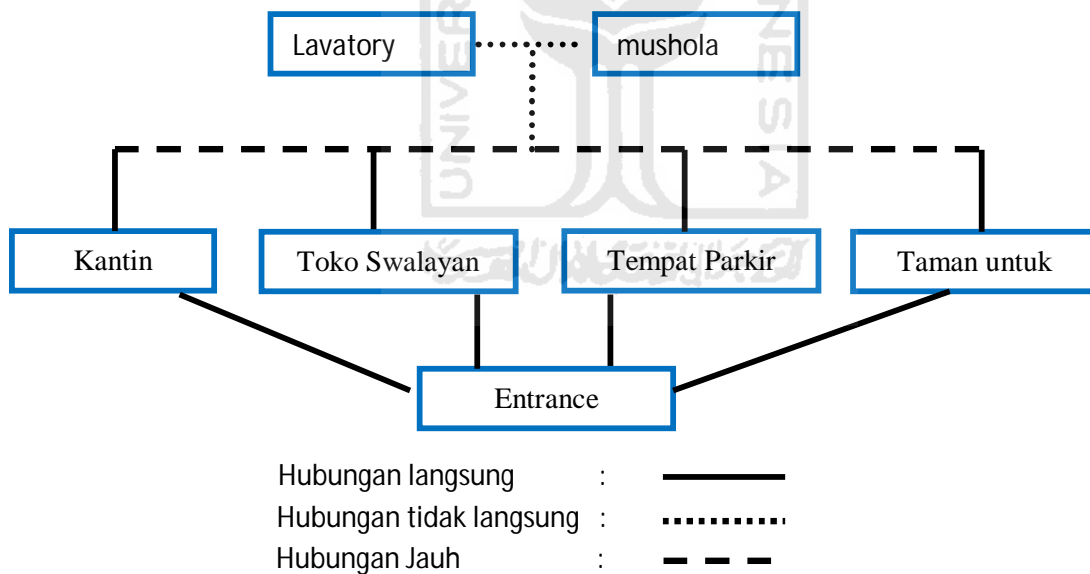 Lavatory
mushola
Kantin
Toko Swalayan
Tempat Parkir
Taman untuk
Entrance
Hubungan langsung :
Hubungan tidak langsung :
Hubungan Jauh :